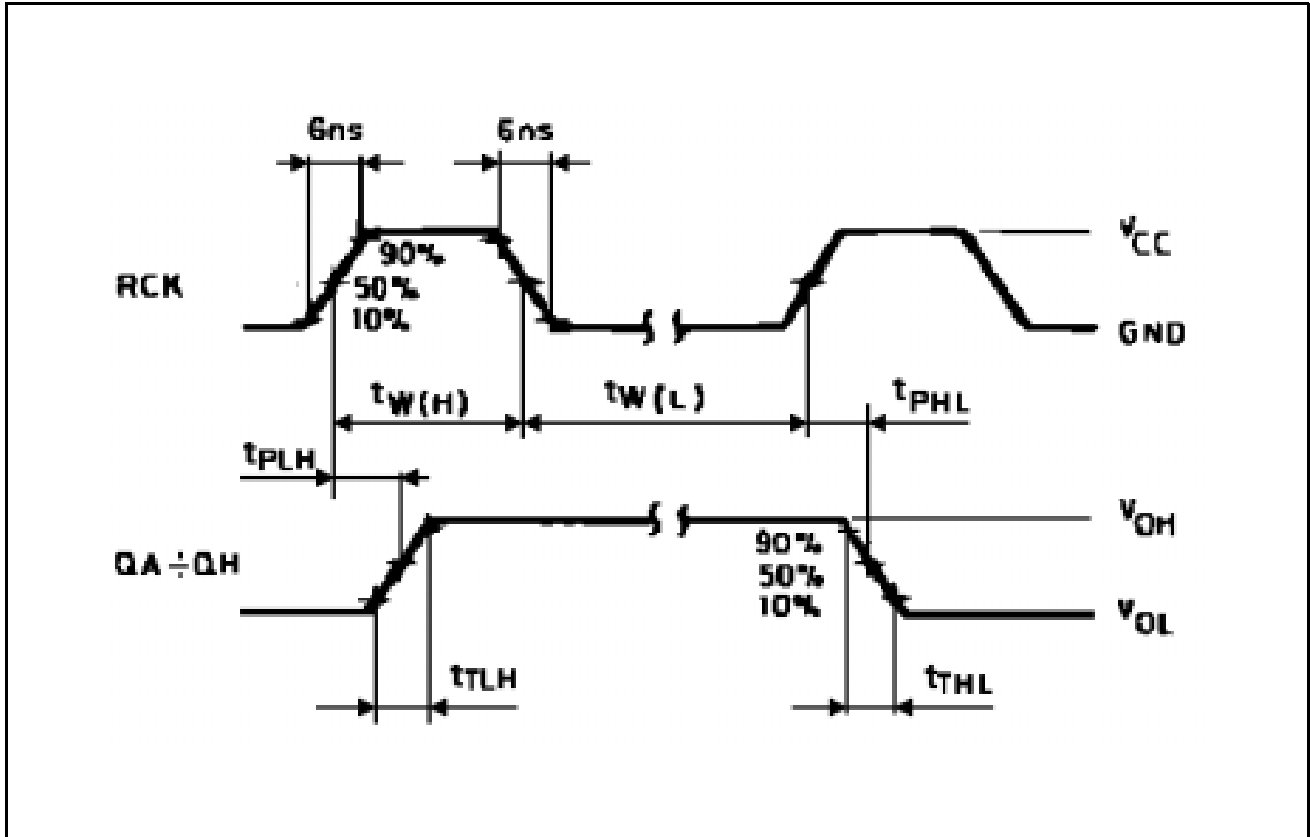 6ns 6ns
VCC
90%
RCK 50%
10%
GND
tW(H) tW(L) tPHL
tPLH
VOH
90%
QA÷QH 50%
10%
VOL
tTLH tTHL